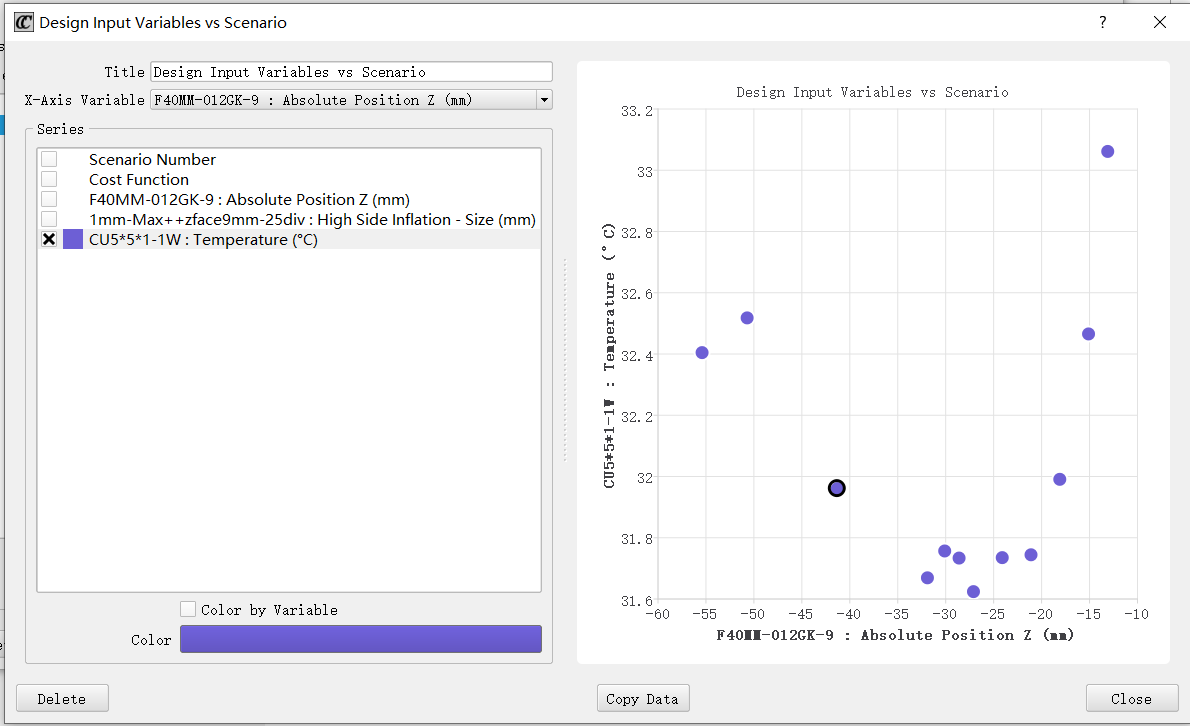 Design Input Variables vs Scenario
?
Title
Design Input Variables vs Scenario
X-Axis Variable
F40MM-012GK-9 : Absolute Position Z (mm)
Series
Scenario Number
Cost Function
F40MM-012GK-9 : Absolute Position Z (mm)
1mm-Max++zface9mm-25div : High Side Inflation - Size (mm)
CU5*5*1-1W : Temperature (°C)
Color by Variable
Color
Design Input Variables vs Scenario
33.2
33
32.8
32.6
32.4
32.2
32
31.8
31.6
CU5*5*1-1W : Temperature (°C)
-60 -55 -50 -45 -40 -35 -30 -25 -20 -15 -10
F40MM-012GK-9 : Absolute Position Z (mm)
Delete
Copy Data
Close